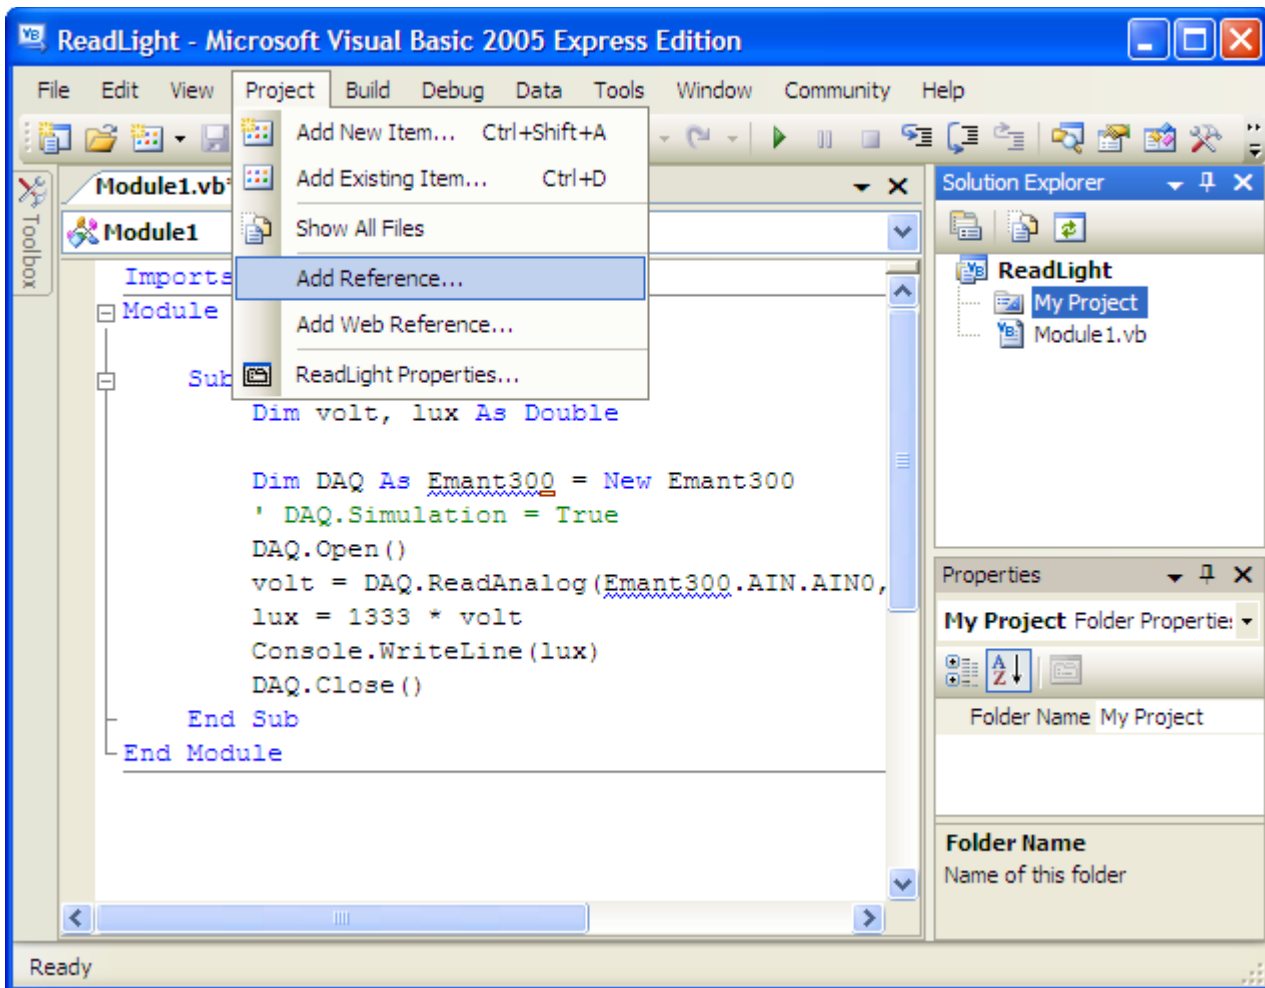 ReadLight - Microsoft Visual Basic 2005 Express Edition
File Edit View Project Build Debug Data Tools Window Community Help
Add New Item... Ctrl+Shift+A
Add Existing Item... Ctrl+D
Show All Files
Add Reference...
Add Web Reference...
ReadLight Properties...
Toolbox
Module1.vb*
Module1
Imports
Module
Sub
Dim volt, lux As Double
Dim DAQ As Emant300 = New Emant300
' DAQ.Simulation = True
DAQ.Open()
volt = DAQ.ReadAnalog(Emant300.AIN.AIN0,
lux = 1333 * volt
Console.WriteLine(lux)
DAQ.Close()
End Sub
End Module
Solution Explorer
ReadLight
My Project
Module1.vb
Properties
My Project Folder Properties
Folder Name My Project
Folder Name
Name of this folder
Ready